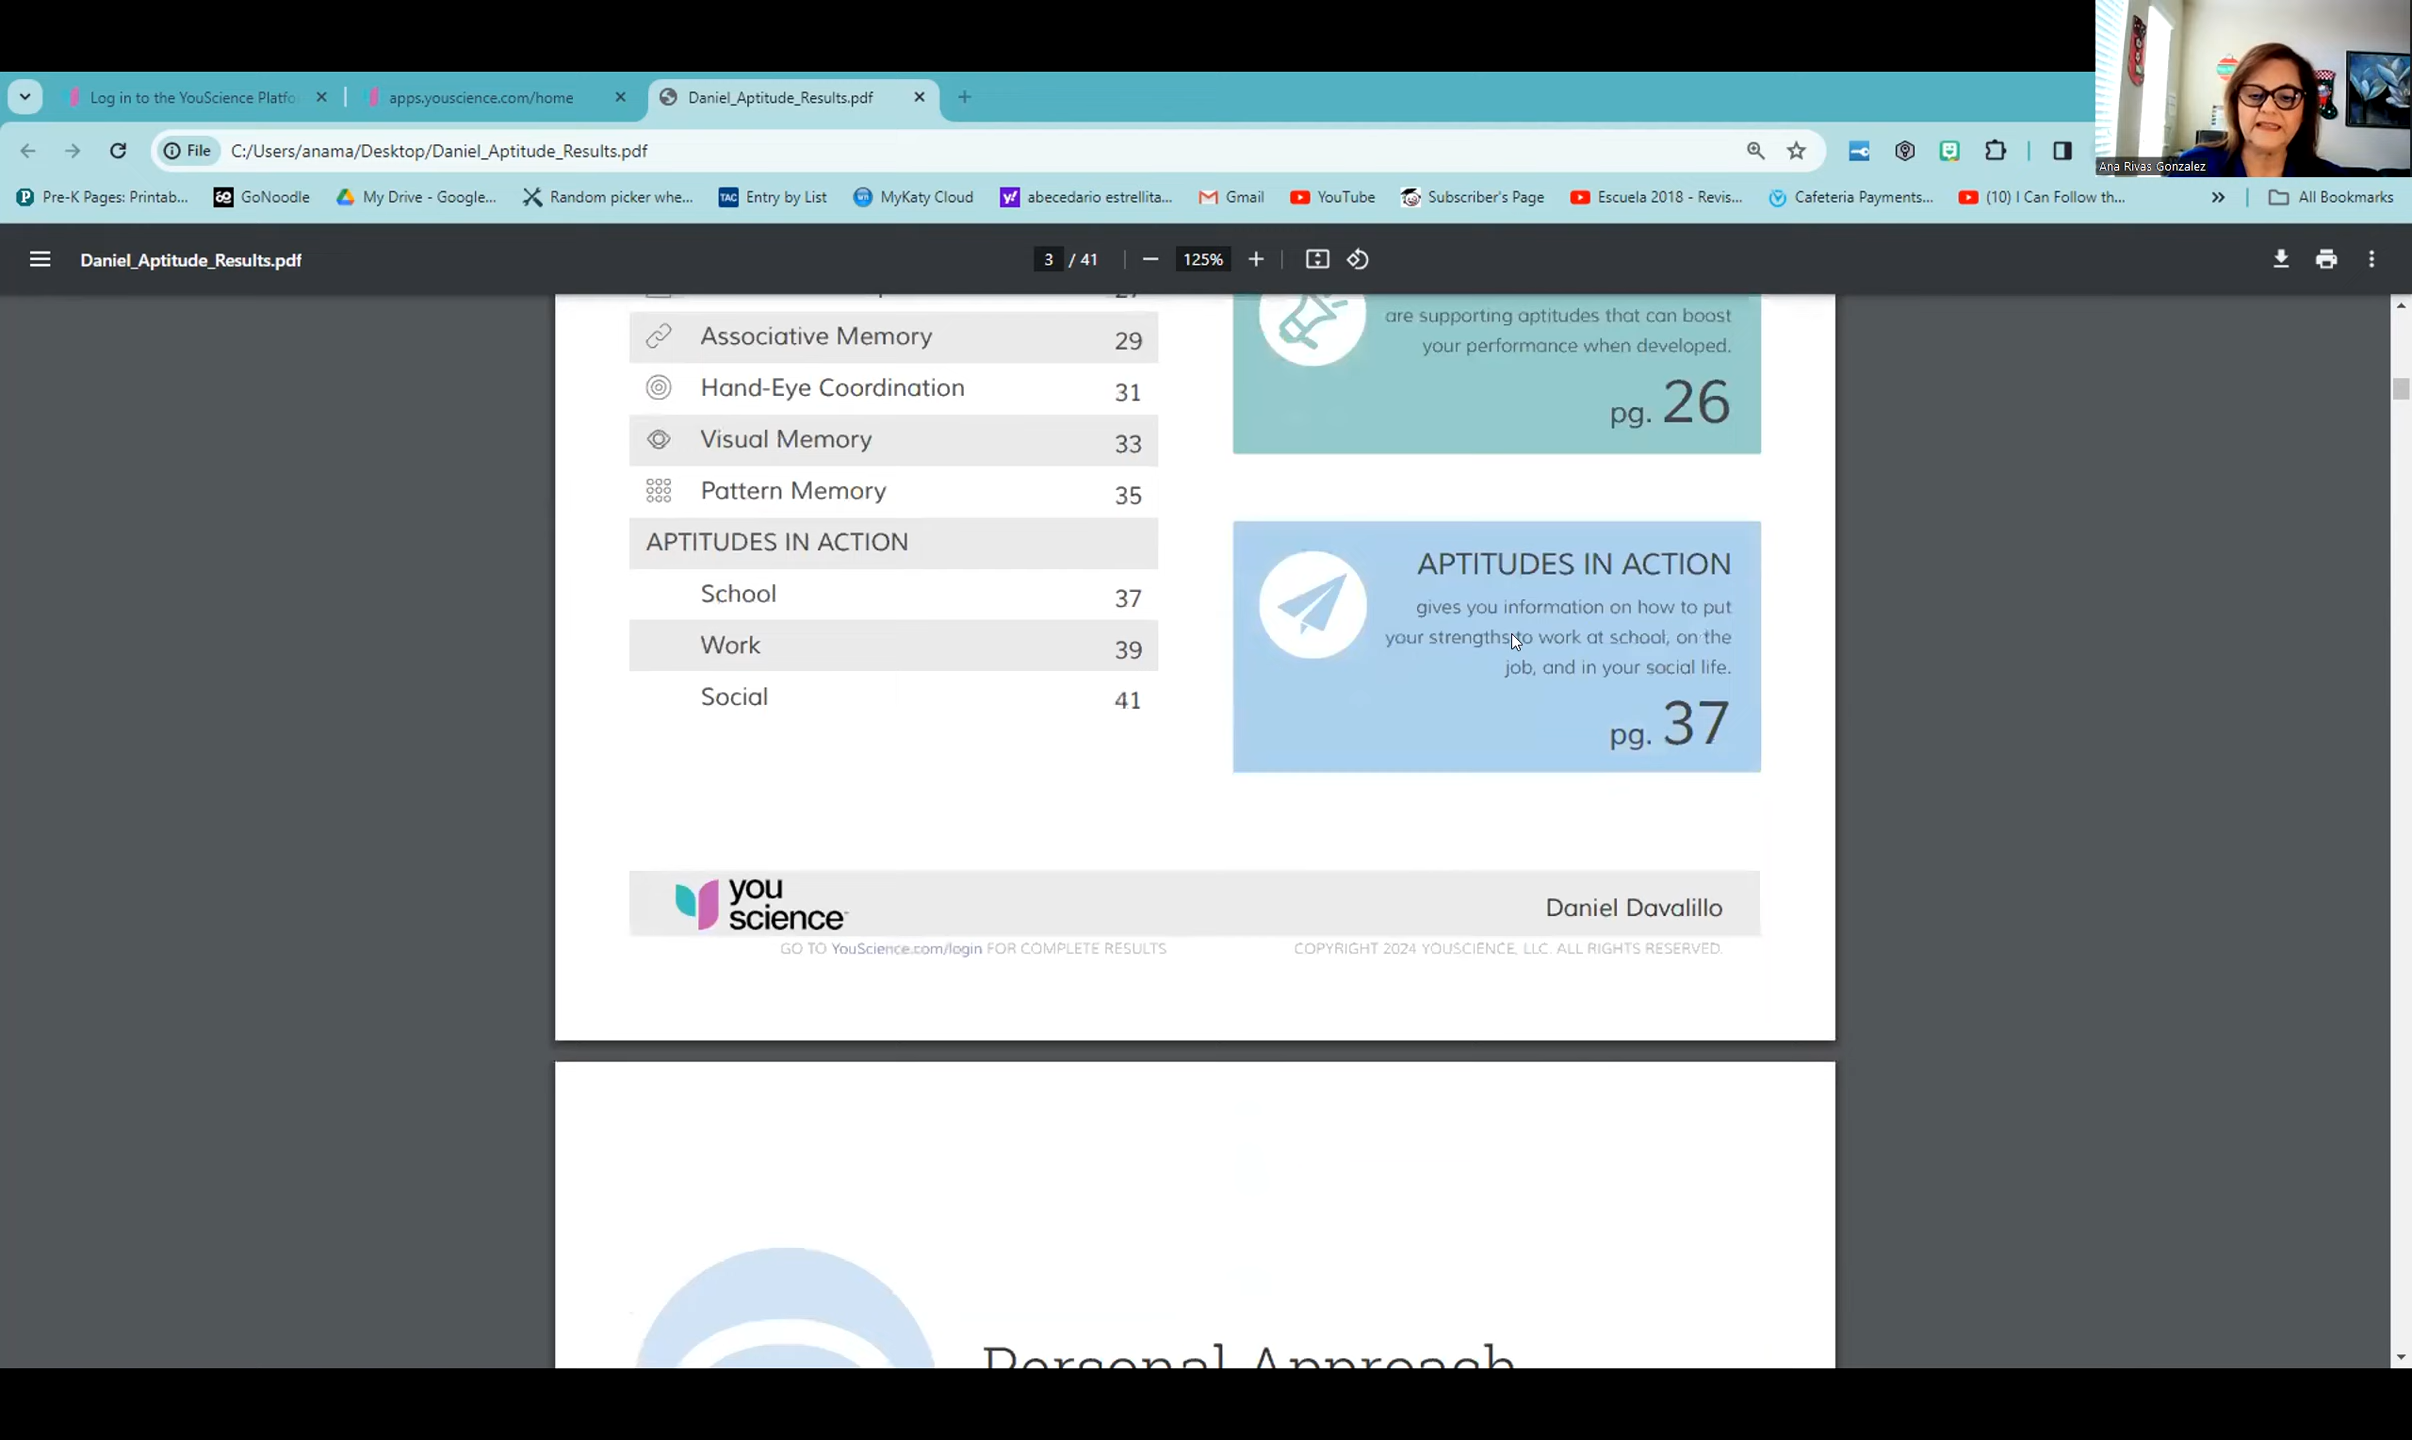 Log in to the YouScience Platfo
apps.youscience.com/home
Daniel_Aptitude_Results.pdf
File
C:/Users/anama/Desktop/Daniel_Aptitude_Results.pdf
Ana Rivas Gonzalez
Pre-K Pages: Printab...
GoNoodle
My Drive - Google...
Random picker whe...
TAC
Entry by List
MyKaty Cloud
abecedario estrellita...
Gmail
YouTube
Subscriber's Page
Escuela 2018 - Revis...
Cafeteria Payments...
(10) I Can Follow th...
All Bookmarks
Daniel_Aptitude_Results.pdf
3 / 41
125%
Associative Memory 29
Hand-Eye Coordination 31
Visual Memory 33
Pattern Memory 35
APTITUDES IN ACTION
School 37
Work 39
Social 41
are supporting aptitudes that can boost
your performance when developed.
pg. 26
APTITUDES IN ACTION
gives you information on how to put
your strengths to work at school, on the
job, and in your social life.
pg. 37
you
science
Daniel Davalillo
GO TO YouScience.com/login FOR COMPLETE RESULTS
COPYRIGHT 2024 YOUSCIENCE, LLC. ALL RIGHTS RESERVED.
Personal Approach